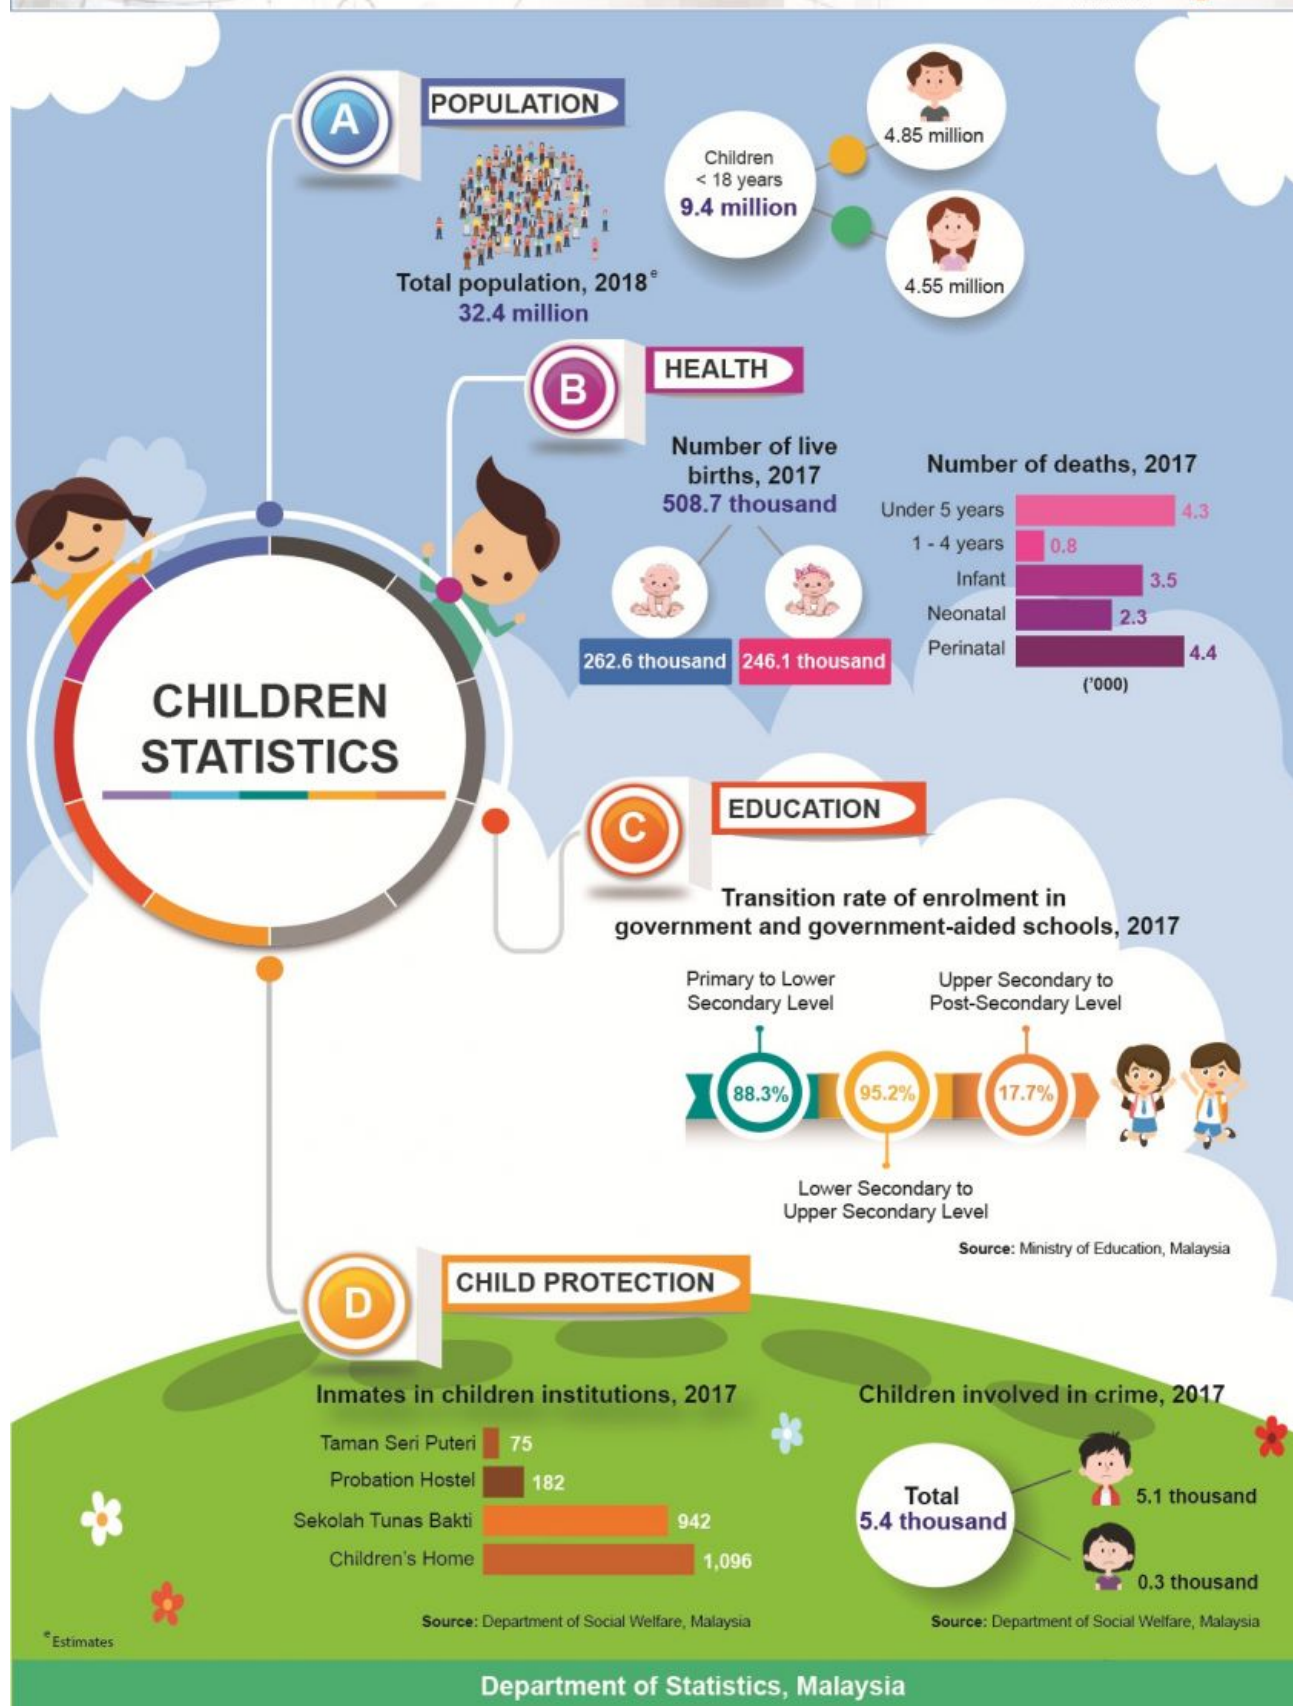 A
POPULATION
Total population, 2018ᵉ
32.4 million
Children
< 18 years
9.4 million
4.85 million
4.55 million
B
HEALTH
Number of live
births, 2017
508.7 thousand
262.6 thousand
246.1 thousand
Number of deaths, 2017
Under 5 years 4.3
1 - 4 years 0.8
Infant 3.5
Neonatal 2.3
Perinatal 4.4
('000)
CHILDREN
STATISTICS
C
EDUCATION
Transition rate of enrolment in
government and government-aided schools, 2017
Primary to Lower
Secondary Level
Upper Secondary to
Post-Secondary Level
88.3%
95.2%
17.7%
Lower Secondary to
Upper Secondary Level
Source: Ministry of Education, Malaysia
D
CHILD PROTECTION
Inmates in children institutions, 2017
Taman Seri Puteri 75
Probation Hostel 182
Sekolah Tunas Bakti 942
Children's Home 1,096
Source: Department of Social Welfare, Malaysia
Children involved in crime, 2017
Total
5.4 thousand
5.1 thousand
0.3 thousand
Source: Department of Social Welfare, Malaysia
ᵉ Estimates
Department of Statistics, Malaysia